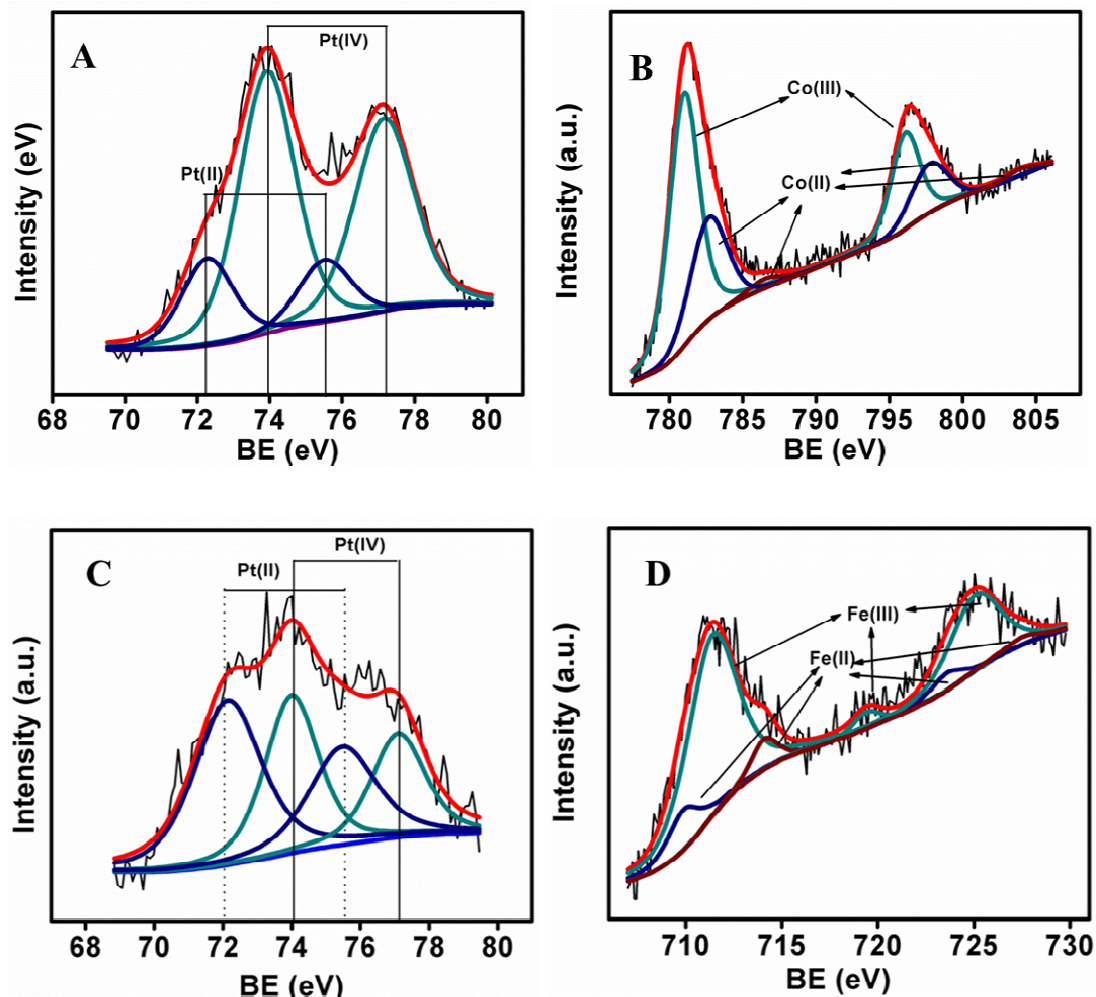 A
Pt(IV)
Pt(II)
Intensity (eV)
68 70 72 74 76 78 80
BE (eV)
B
Co(III)
Co(II)
Intensity (a.u.)
780 785 790 795 800 805
BE (eV)
C
Pt(IV)
Pt(II)
Intensity (a.u.)
68 70 72 74 76 78 80
BE (eV)
D
Fe(III)
Fe(II)
Intensity (a.u.)
710 715 720 725 730
BE (eV)